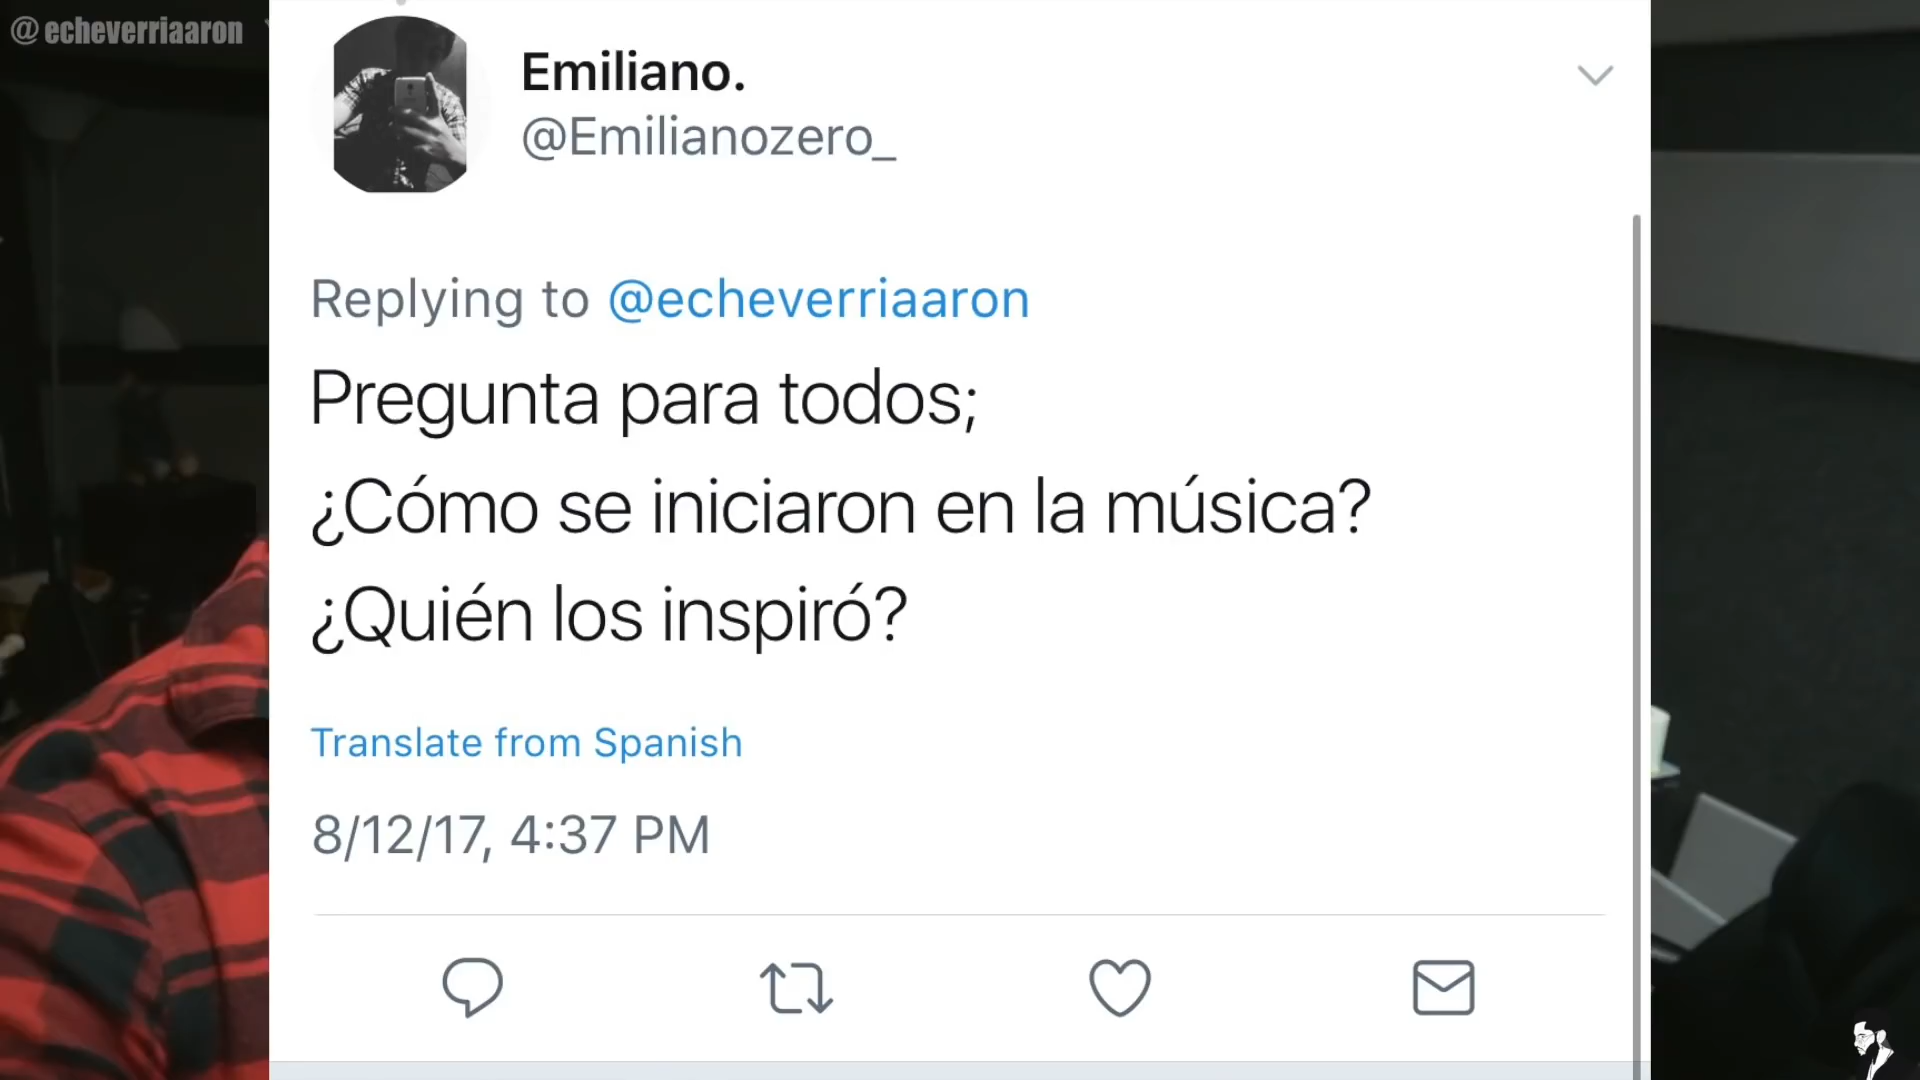 @echeverriaaron
Emiliano.
@Emilianozero_
Replying to @echeverriaaron
Pregunta para todos;
¿Cómo se iniciaron en la música?
¿Quién los inspiró?
Translate from Spanish
8/12/17, 4:37 PM